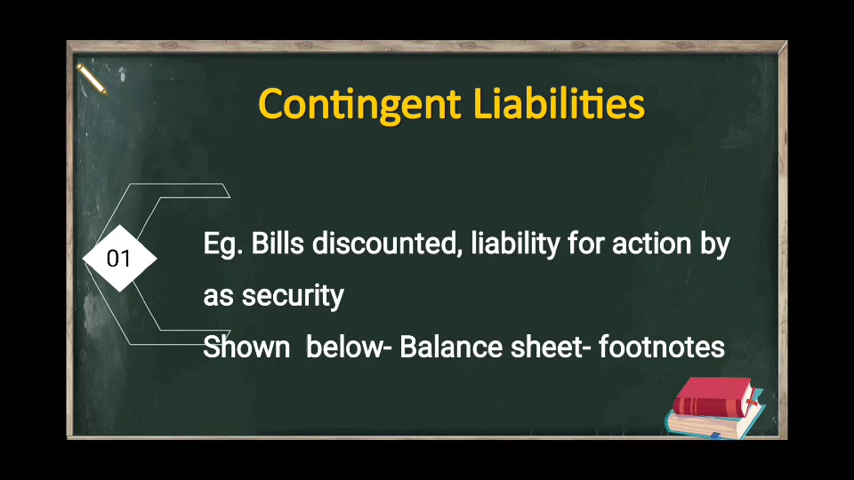 Contingent Liabilities
01
Eg. Bills discounted, liability for action by
as security
Shown below- Balance sheet- footnotes